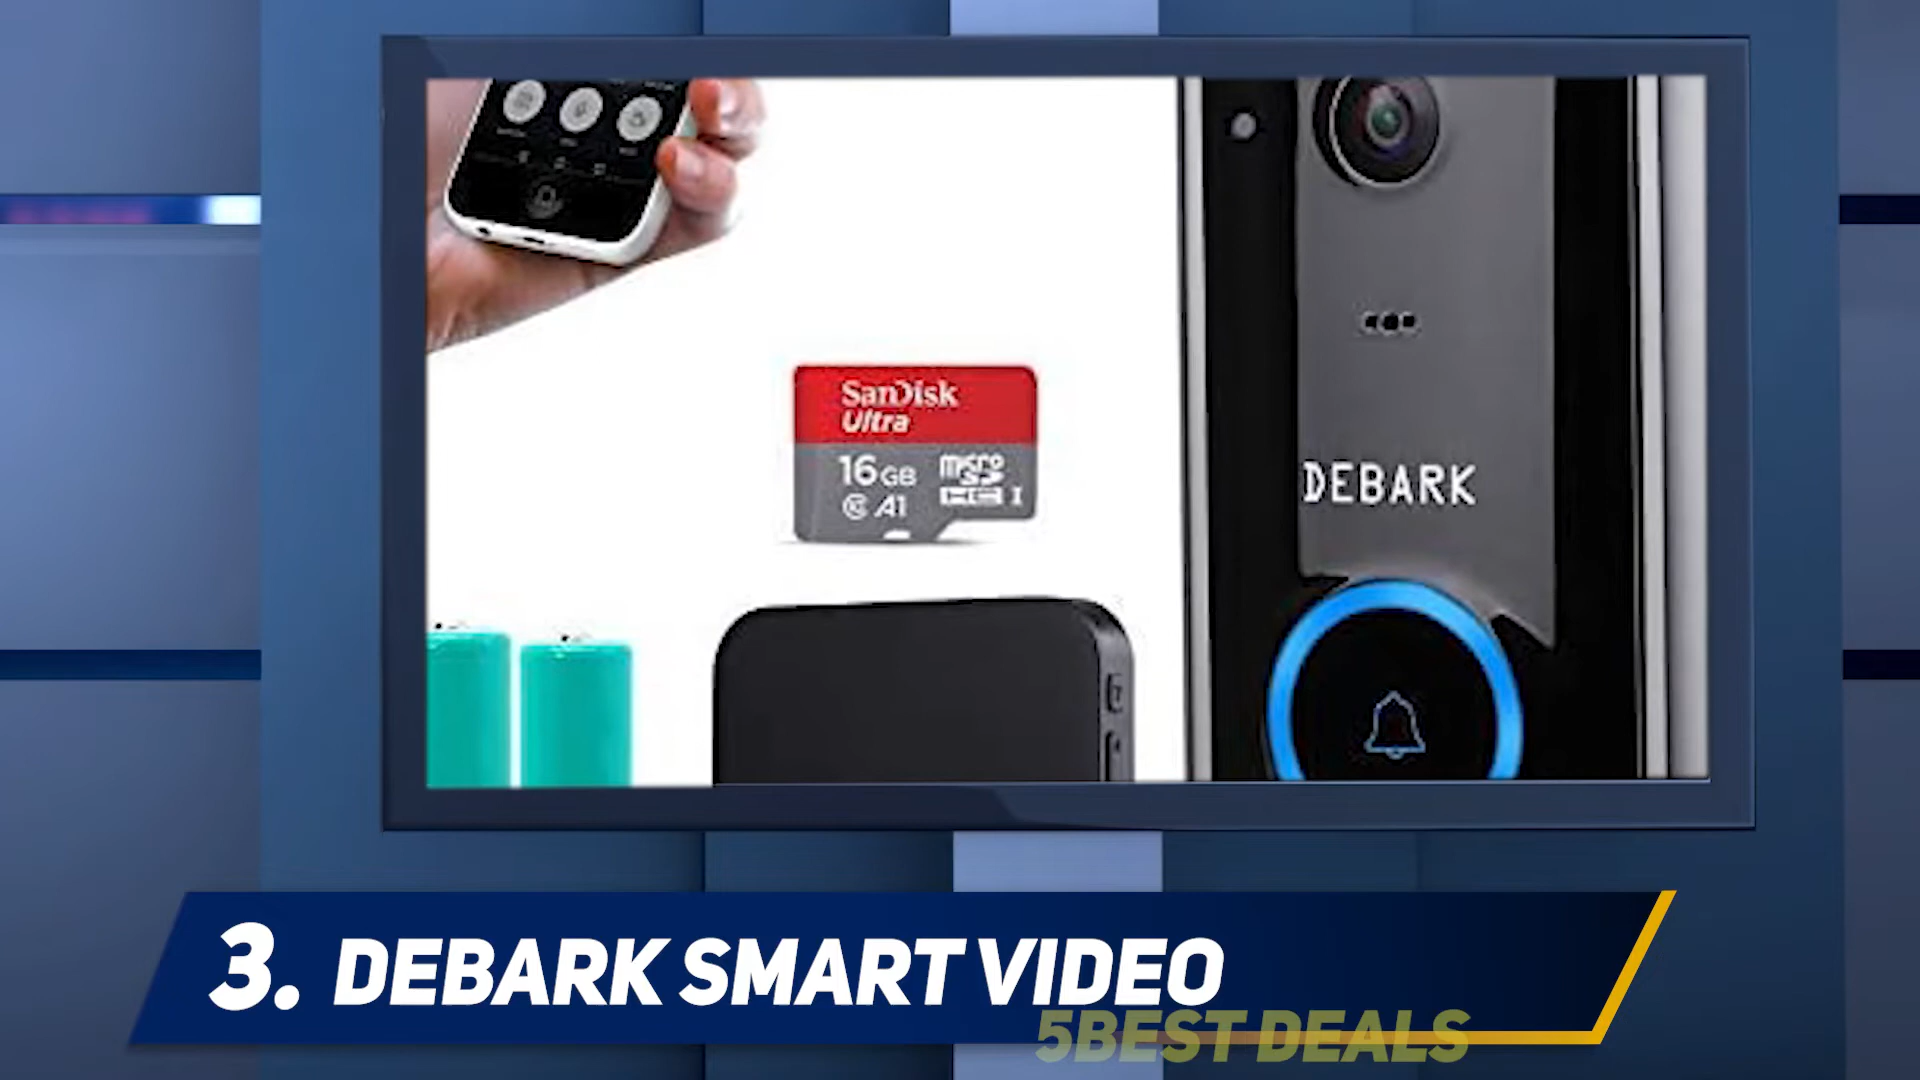 SanDisk
Ultra
16GB
micro
SD
HC I
A1
DEBARK
3. DEBARK SMART VIDEO
5BEST DEALS